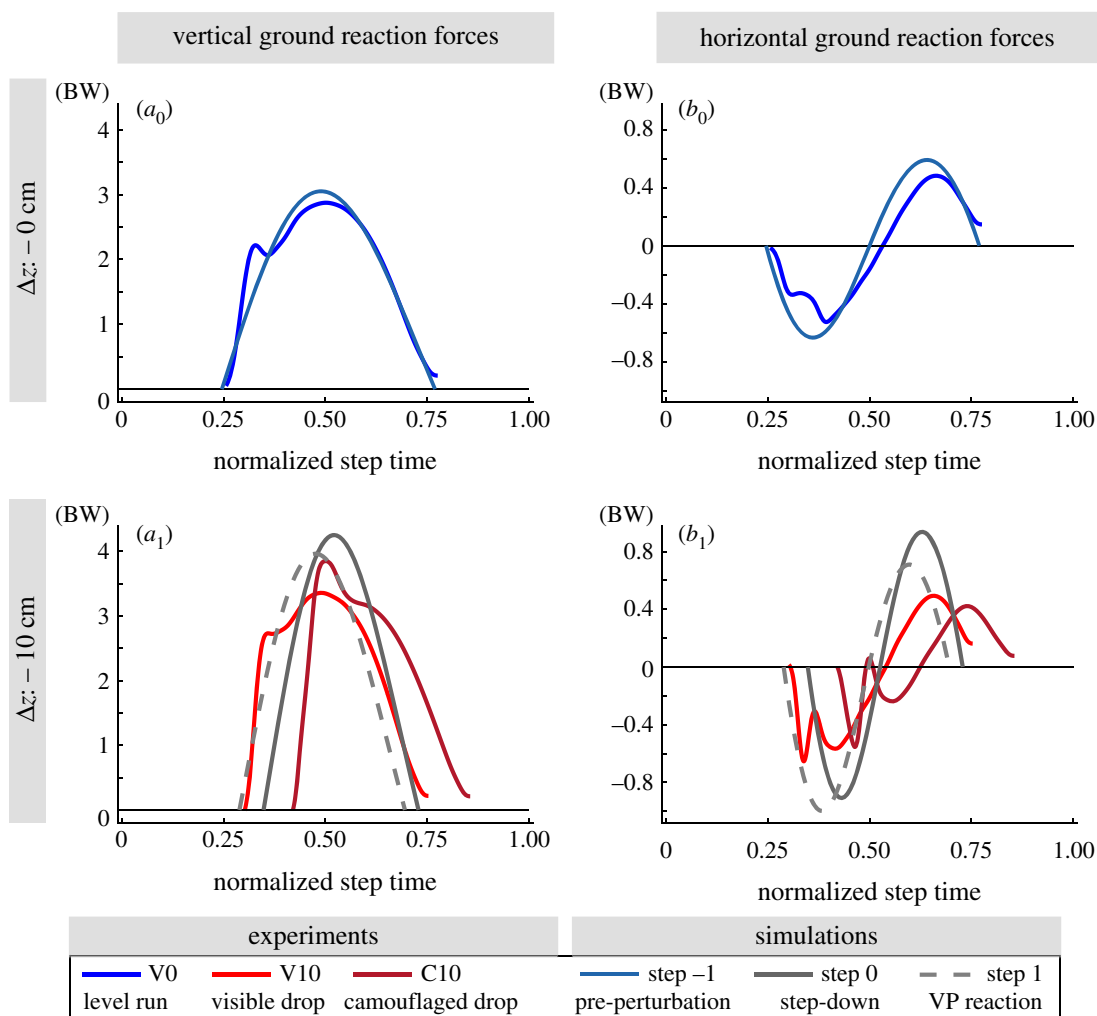 vertical ground reaction forces
horizontal ground reaction forces
Δz: – 0 cm
(BW)
(a0)
4
3
2
1
0
0 0.25 0.50 0.75 1.00
normalized step time
(BW)
(b0)
0.8
0.4
0
–0.4
–0.8
0 0.25 0.50 0.75 1.00
normalized step time
Δz: – 10 cm
(BW)
(a1)
4
3
2
1
0
0 0.25 0.50 0.75 1.00
normalized step time
(BW)
(b1)
0.8
0.4
0
–0.4
–0.8
0 0.25 0.50 0.75 1.00
normalized step time
experiments
simulations
V0 V10 C10 step –1 step 0 step 1
level run visible drop camouflaged drop pre-perturbation step-down VP reaction